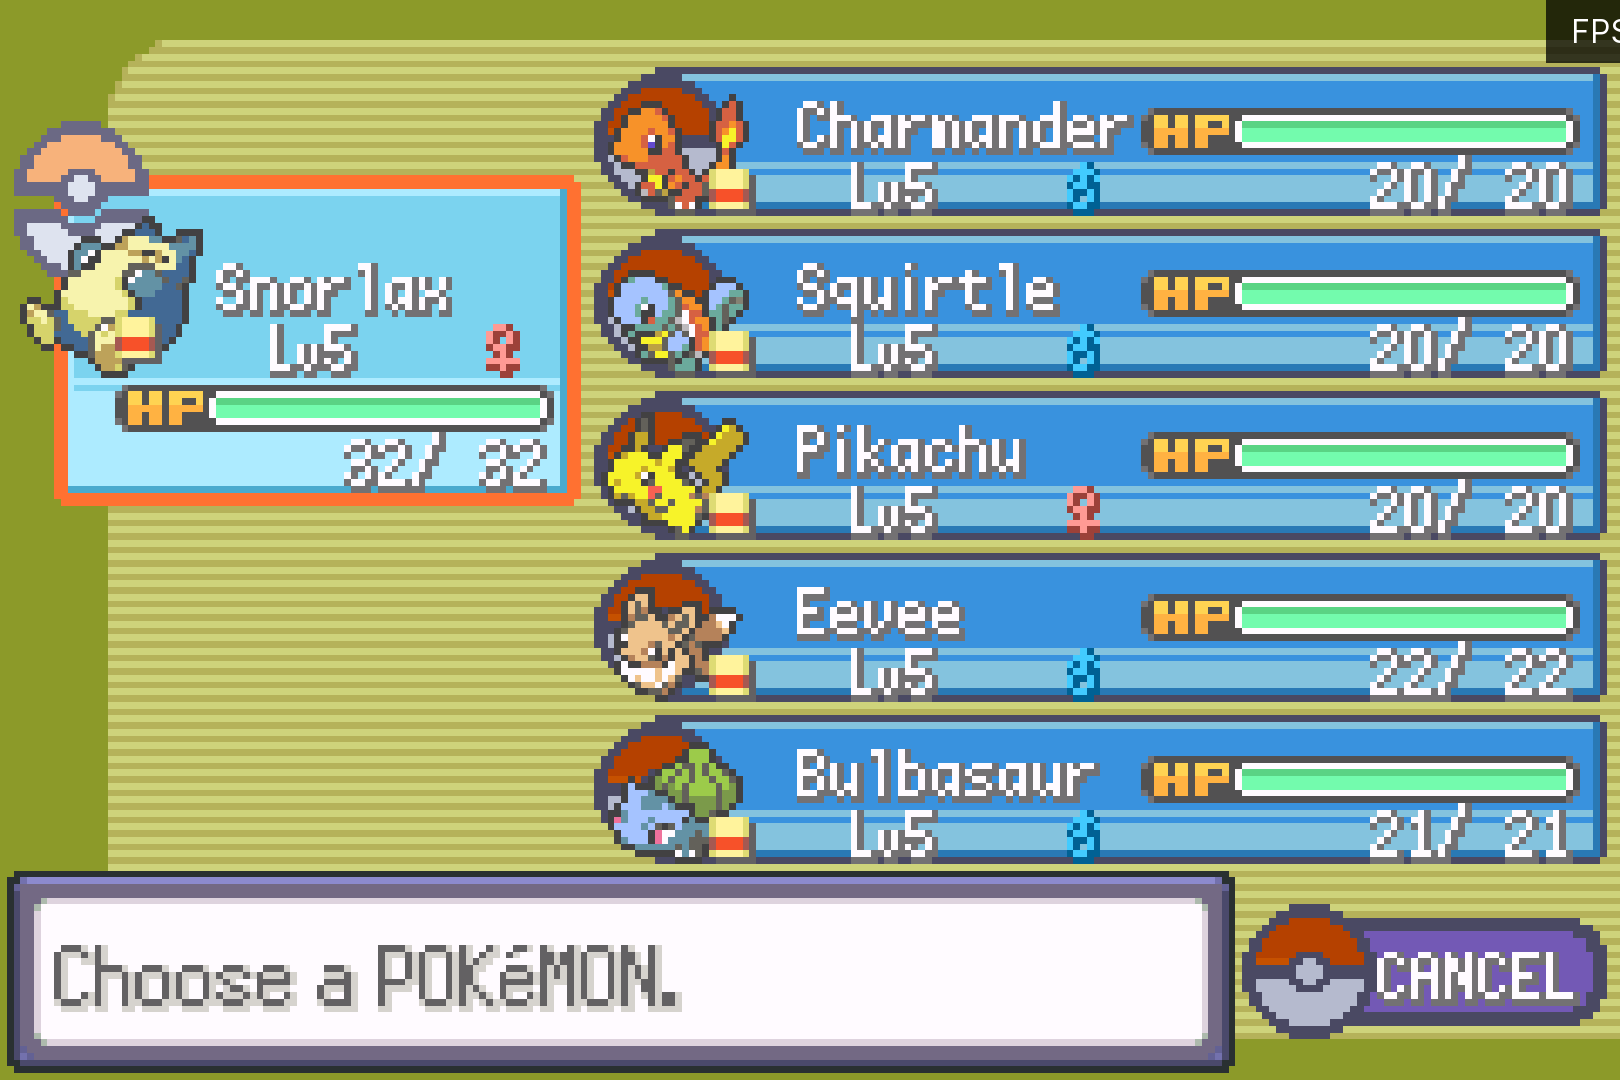 FPS
Snorlax
Lv5 ♀
HP
32/ 32
Charmander HP
Lv5 ♂ 20/ 20
Squirtle HP
Lv5 ♂ 20/ 20
Pikachu HP
Lv5 ♀ 20/ 20
Eevee HP
Lv5 ♂ 22/ 22
Bulbasaur HP
Lv5 ♂ 21/ 21
Choose a POKéMON.
CANCEL